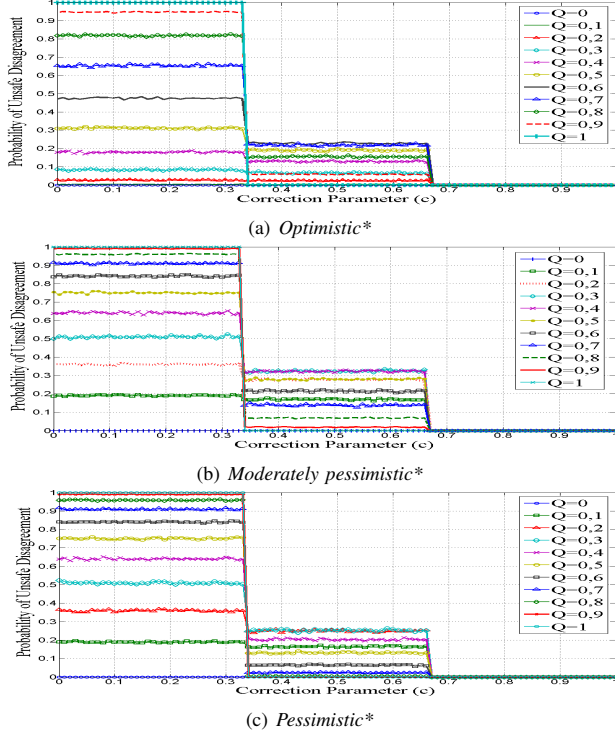 Probability of Unsafe Disagreement
1
0.9
0.8
0.7
0.6
0.5
0.4
0.3
0.2
0.1
0
0 0.1 0.2 0.3 0.4 0.5 0.6 0.7 0.8 0.9
Correction Parameter (c)
Q=0
Q=0,1
Q=0,2
Q=0,3
Q=0,4
Q=0,5
Q=0,6
Q=0,7
Q=0,8
Q=0,9
Q=1
(a) Optimistic*
Probability of Unsafe Disagreement
1
0.9
0.8
0.7
0.6
0.5
0.4
0.3
0.2
0.1
0
0 0.1 0.2 0.3 0.4 0.5 0.6 0.7 0.8 0.9
Correction Parameter (c)
Q=0
Q=0,1
Q=0,2
Q=0,3
Q=0,4
Q=0,5
Q=0,6
Q=0,7
Q=0,8
Q=0,9
Q=1
(b) Moderately pessimistic*
Probability of Unsafe Disagreement
1
0.9
0.8
0.7
0.6
0.5
0.4
0.3
0.2
0.1
0
0 0.1 0.2 0.3 0.4 0.5 0.6 0.7 0.8 0.9
Correction Parameter (c)
Q=0
Q=0,1
Q=0,2
Q=0,3
Q=0,4
Q=0,5
Q=0,6
Q=0,7
Q=0,8
Q=0,9
Q=1
(c) Pessimistic*